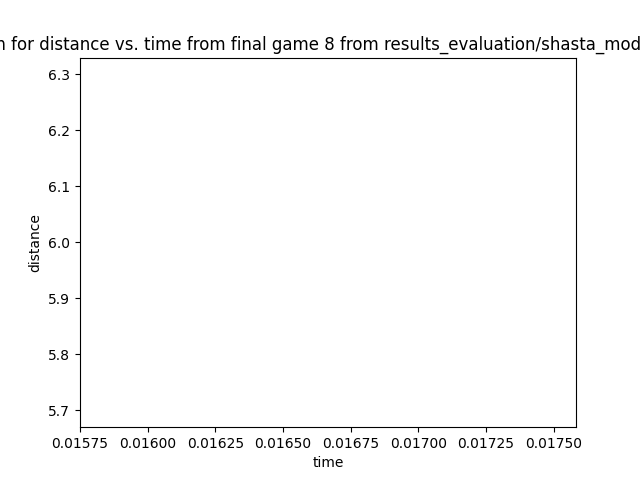 for distance vs. time from final game 8 from results_evaluation/shasta_mod
6.3
6.2
6.1
6.0
5.9
5.8
5.7
distance
0.01575 0.01600 0.01625 0.01650 0.01675 0.01700 0.01725 0.01750
time